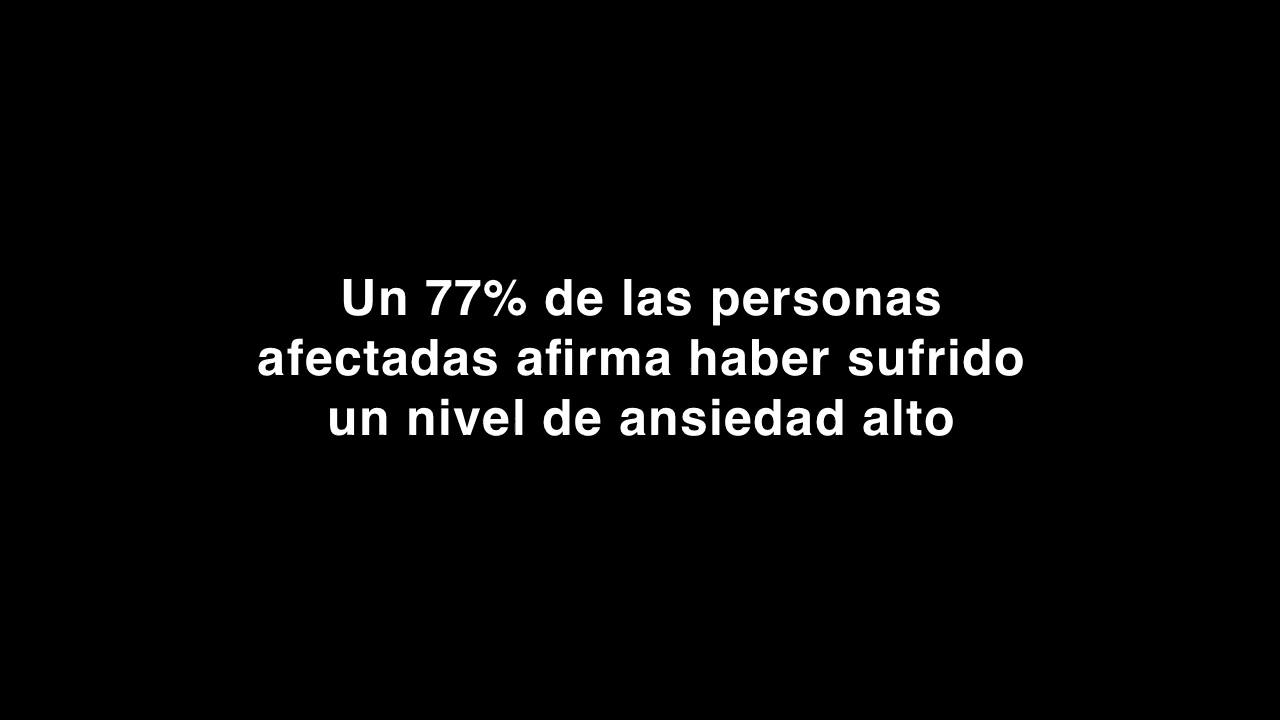 Un 77% de las personas
afectadas afirma haber sufrido
un nivel de ansiedad alto